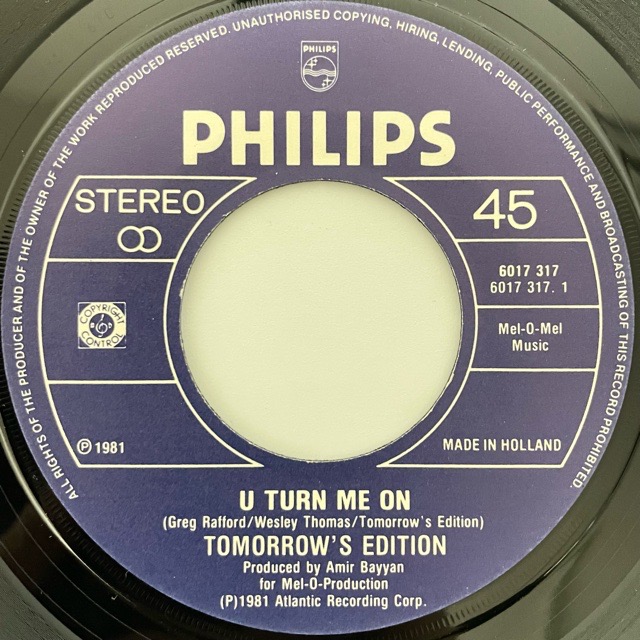 ALL RIGHTS OF THE PRODUCER AND OF THE OWNER OF THE WORK REPRODUCED RESERVED. UNAUTHORISED COPYING, HIRING, LENDING, PUBLIC PERFORMANCE AND BROADCASTING OF THIS RECORD PROHIBITED.
PHILIPS
PHILIPS
STEREO
45
6017 317
6017 317. 1
COPYRIGHT
CONTROL
Mel-O-Mel
Music
Ⓟ 1981
MADE IN HOLLAND
U TURN ME ON
(Greg Rafford/Wesley Thomas/Tomorrow's Edition)
TOMORROW'S EDITION
Produced by Amir Bayyan
for Mel-O-Production
(P)1981 Atlantic Recording Corp.